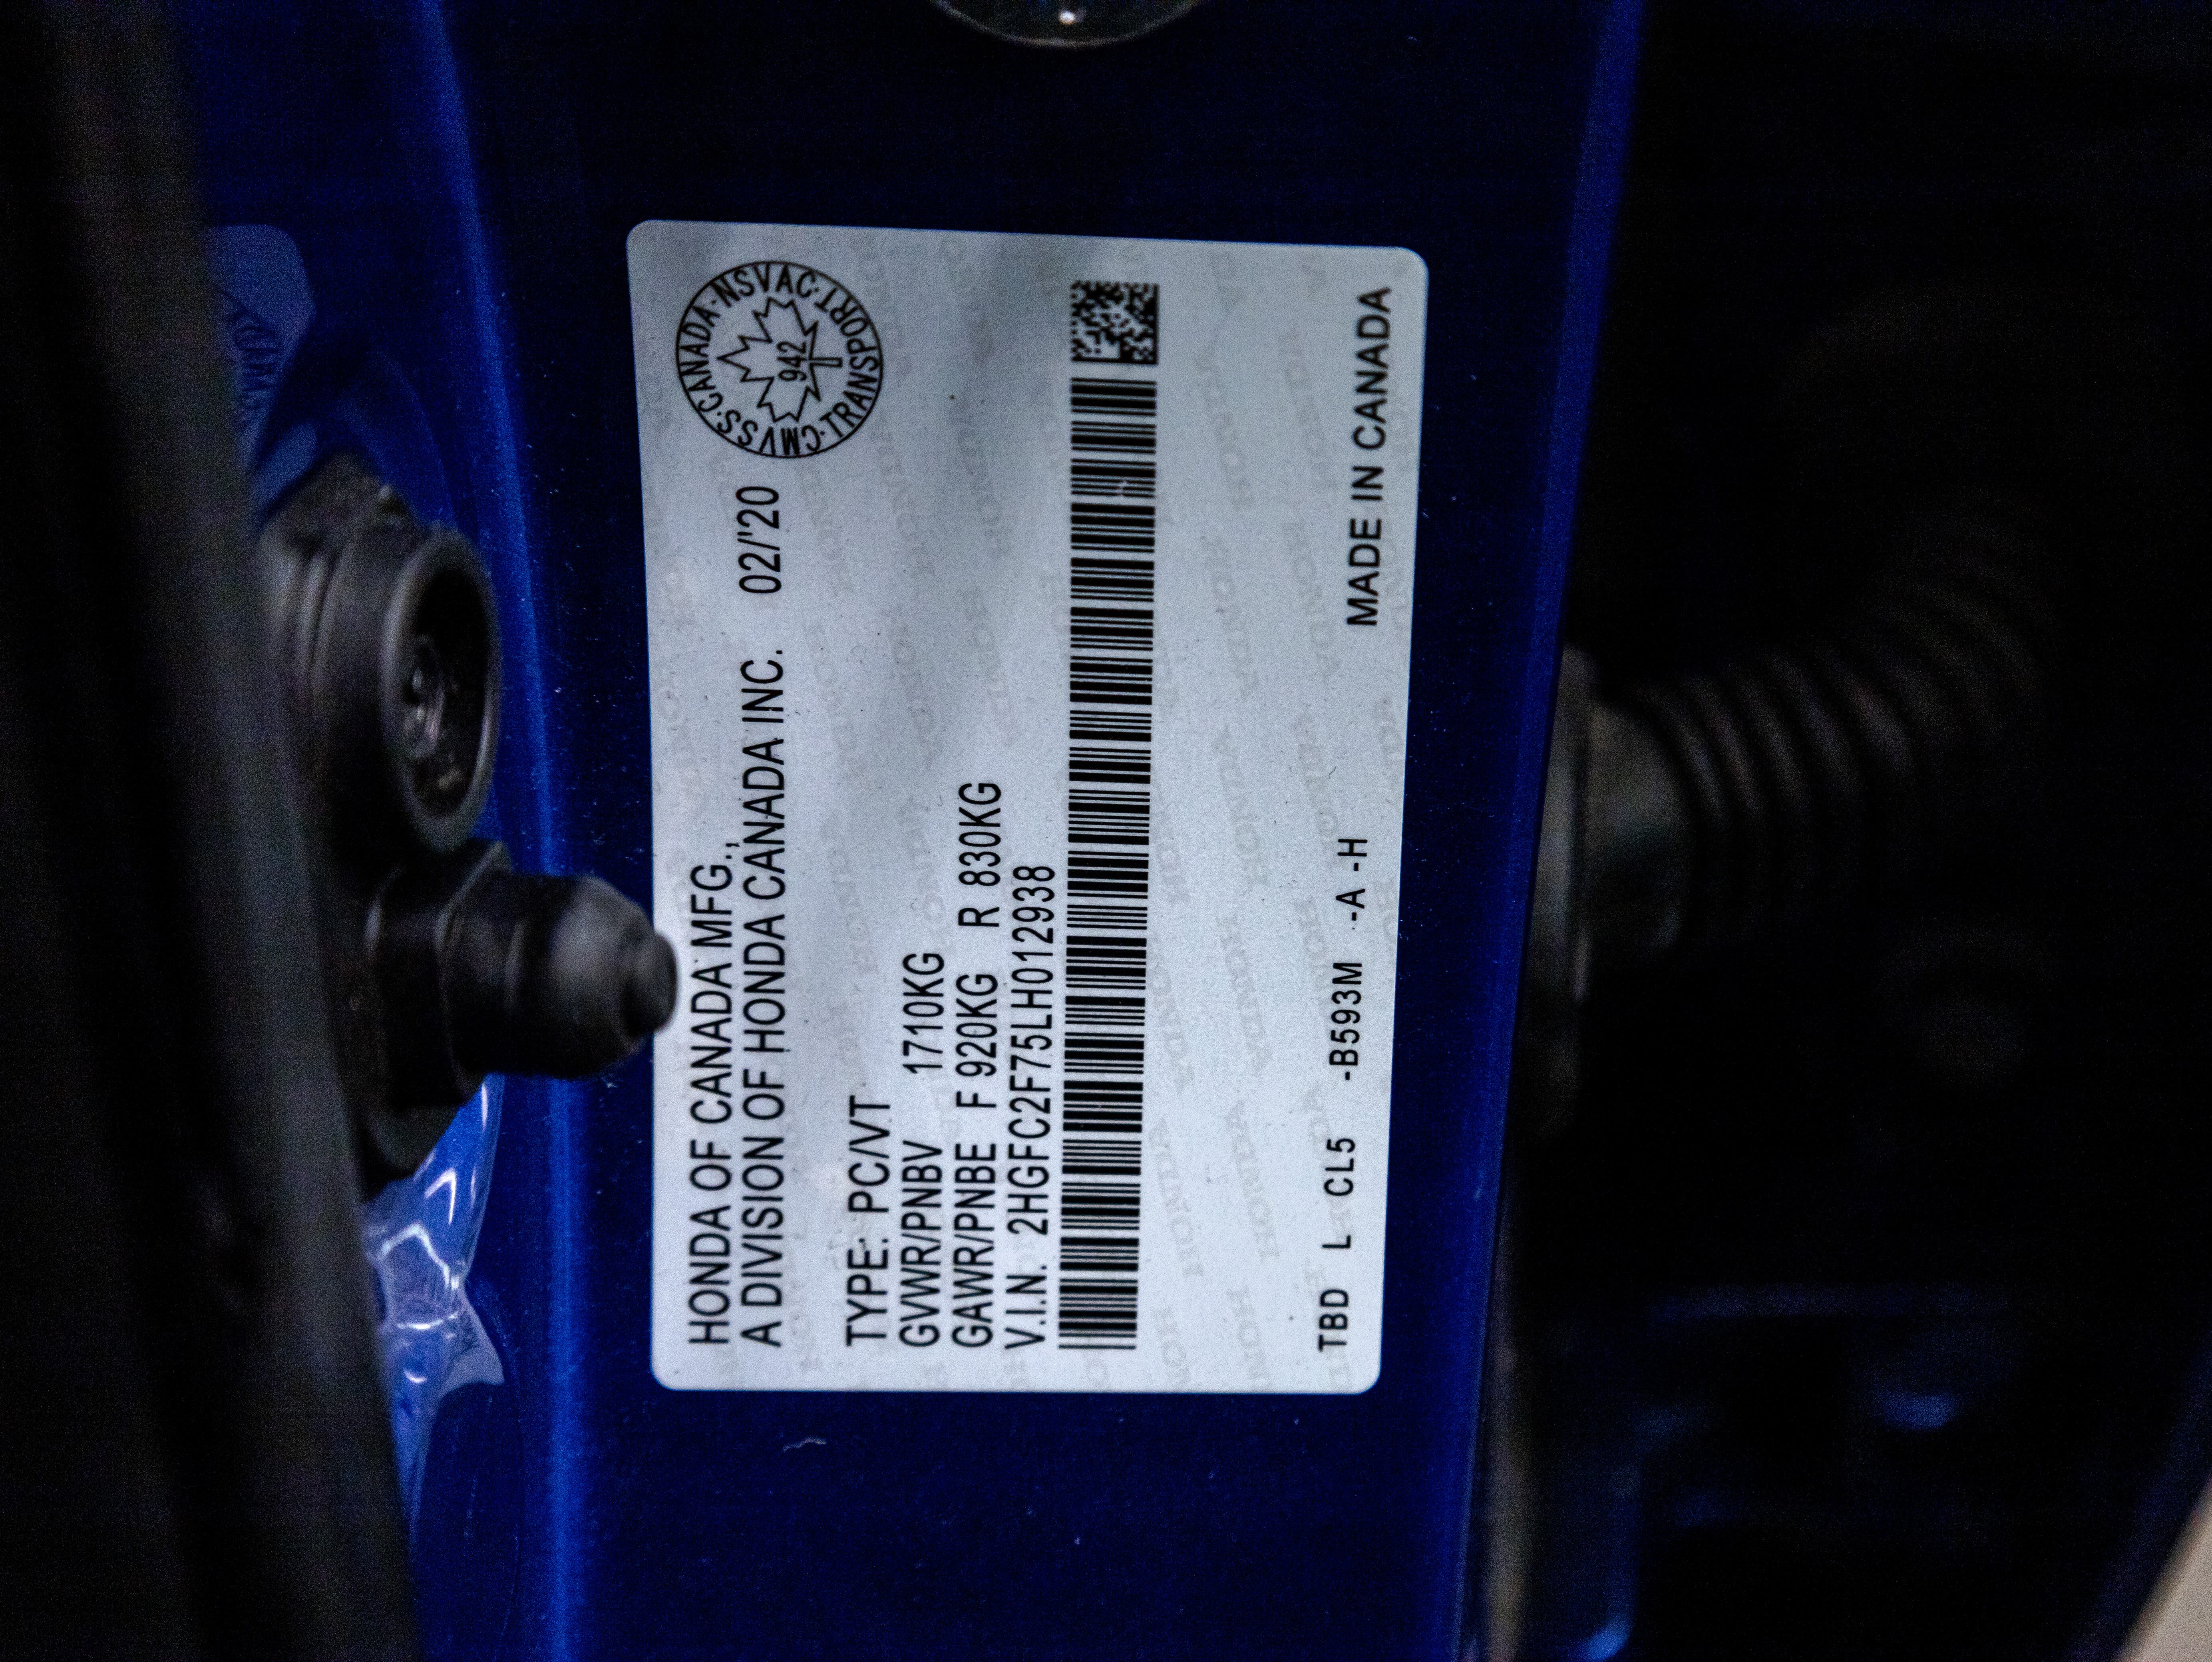 HONDA OF CANADA MFG.,
A DIVISION OF HONDA CANADA INC. 02/'20
CMVSS·CANADA·NSVAC·TRANSPORT
942
TYPE: PC/VT
GVWR/PNBV 1710KG
GAWR/PNBE F 920KG R 830KG
V.I.N. 2HGFC2F75LH012938
TBD L CL5 -B593M -A -H MADE IN CANADA